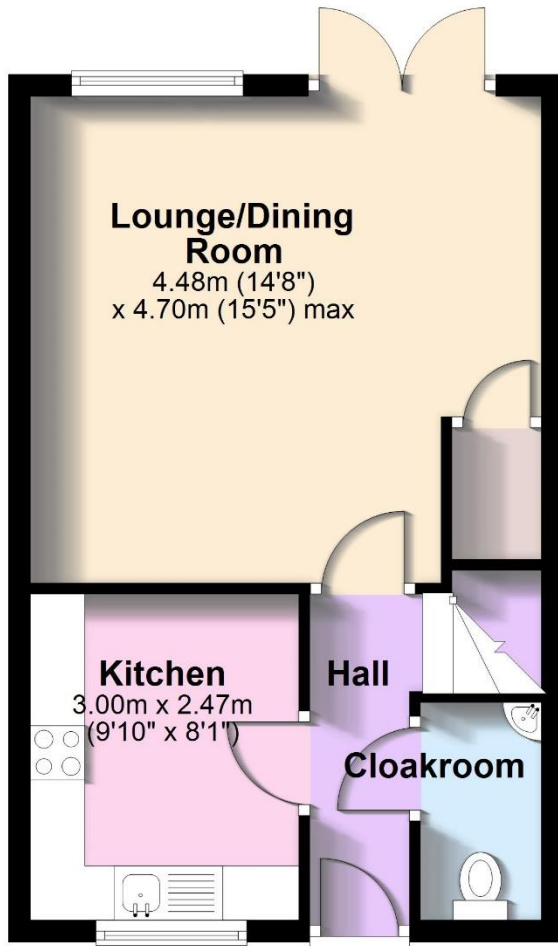 Lounge/Dining
Room
4.48m (14'8")
x 4.70m (15'5") max
Kitchen
3.00m x 2.47m
(9'10" x 8'1")
Hall
Cloakroom